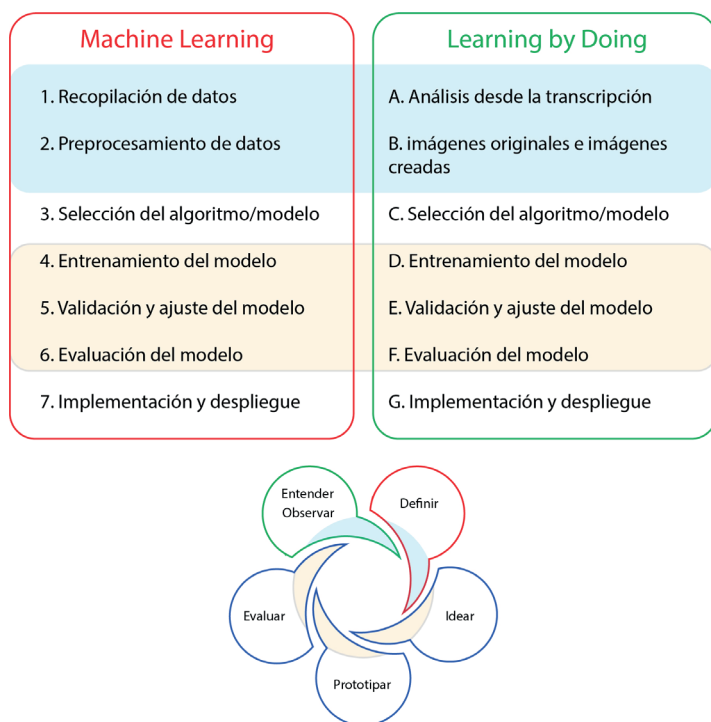 Machine Learning
1. Recopilación de datos
2. Preprocesamiento de datos
3. Selección del algoritmo/modelo
4. Entrenamiento del modelo
5. Validación y ajuste del modelo
6. Evaluación del modelo
7. Implementación y despliegue
Learning by Doing
A. Análisis desde la transcripción
B. imágenes originales e imágenes
creadas
C. Selección del algoritmo/modelo
D. Entrenamiento del modelo
E. Validación y ajuste del modelo
F. Evaluación del modelo
G. Implementación y despliegue
Entender
Observar
Definir
Idear
Prototipar
Evaluar